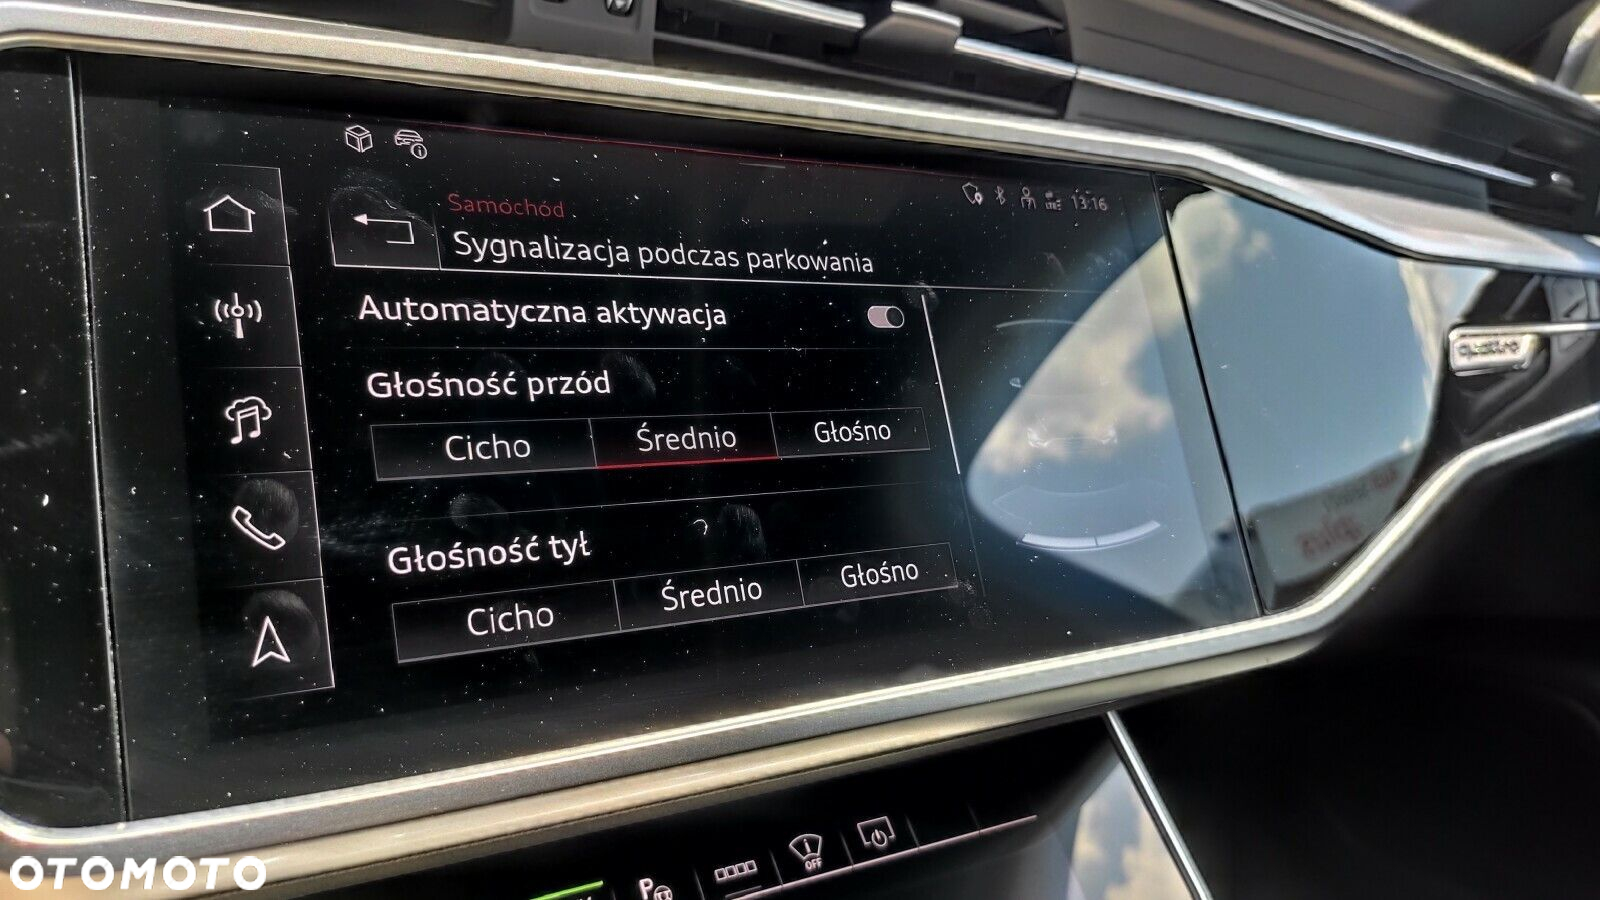 Samochód
13:16
Sygnalizacja podczas parkowania
Automatyczna aktywacja
Głośność przód
Cicho
Średnio
Głośno
Głośność tył
Cicho
Średnio
Głośno
quattro
OFF
P
OTOMOTO